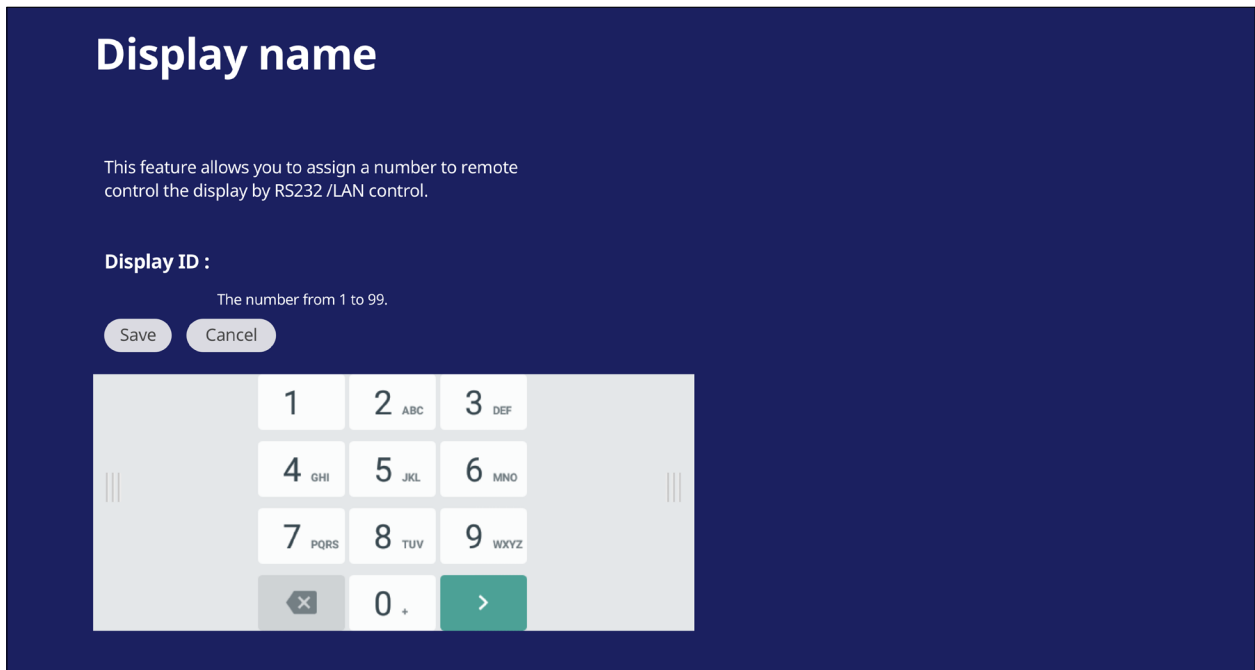 Display name
This feature allows you to assign a number to remote
control the display by RS232 /LAN control.
Display ID :
The number from 1 to 99.
Save Cancel
1 2 ABC 3 DEF
4 GHI 5 JKL 6 MNO
7 PQRS 8 TUV 9 WXYZ
0 +